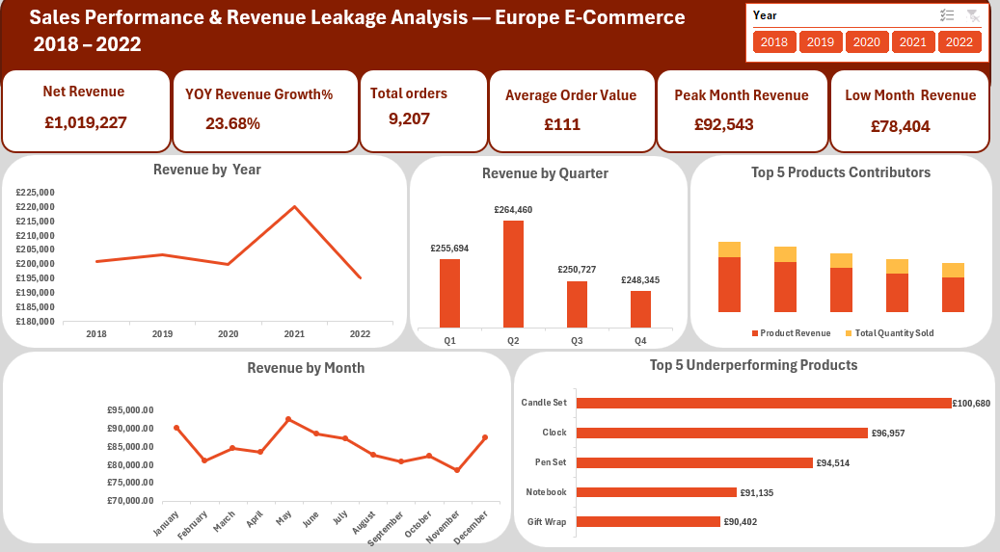 Sales Performance & Revenue Leakage Analysis — Europe E-Commerce
2018 – 2022
Year
2018 2019 2020 2021 2022
Net Revenue
£1,019,227
YOY Revenue Growth%
23.68%
Total orders
9,207
Average Order Value
£111
Peak Month Revenue
£92,543
Low Month Revenue
£78,404
Revenue by Year
£225,000
£220,000
£215,000
£210,000
£205,000
£200,000
£195,000
£190,000
£185,000
£180,000
2018 2019 2020 2021 2022
Revenue by Quarter
£255,694
£264,460
£250,727
£248,345
Q1 Q2 Q3 Q4
Top 5 Products Contributors
Product Revenue Total Quantity Sold
Revenue by Month
£95,000.00
£90,000.00
£85,000.00
£80,000.00
£75,000.00
£70,000.00
January February March April May June July August September October November December
Top 5 Underperforming Products
Candle Set £100,680
Clock £96,957
Pen Set £94,514
Notebook £91,135
Gift Wrap £90,402